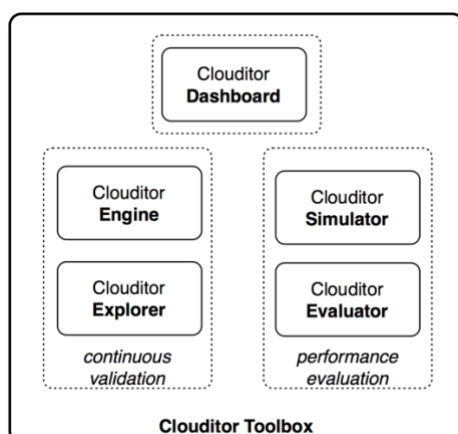 Clouditor
Dashboard
Clouditor
Engine
Clouditor
Explorer
continuous
validation
Clouditor
Simulator
Clouditor
Evaluator
performance
evaluation
Clouditor Toolbox